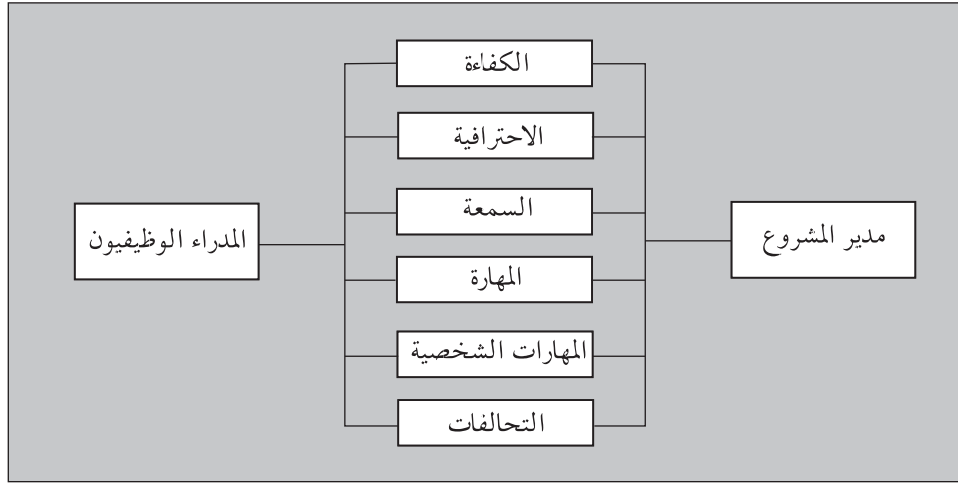 مدير المشروع
الكفاءة
الاحترافية
السمعة
المهارة
المهارات الشخصية
التحالفات
المدراء الوظيفيون